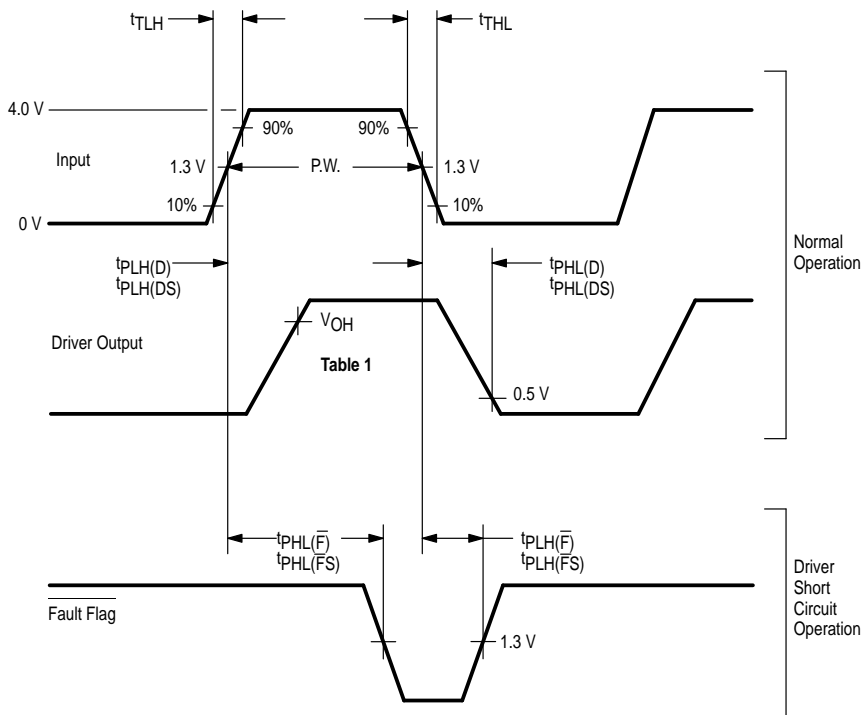 tTLH
tTHL
4.0 V
90%
90%
Input
1.3 V
P.W.
1.3 V
10%
10%
0 V
Normal
Operation
tPLH(D)
tPLH(DS)
tPHL(D)
tPHL(DS)
VOH
Driver Output
Table 1
0.5 V
tPHL(F̅)
tPHL(F̅S)
tPLH(F̅)
tPLH(F̅S)
Driver
Short
Circuit
Operation
Fault Flag
1.3 V